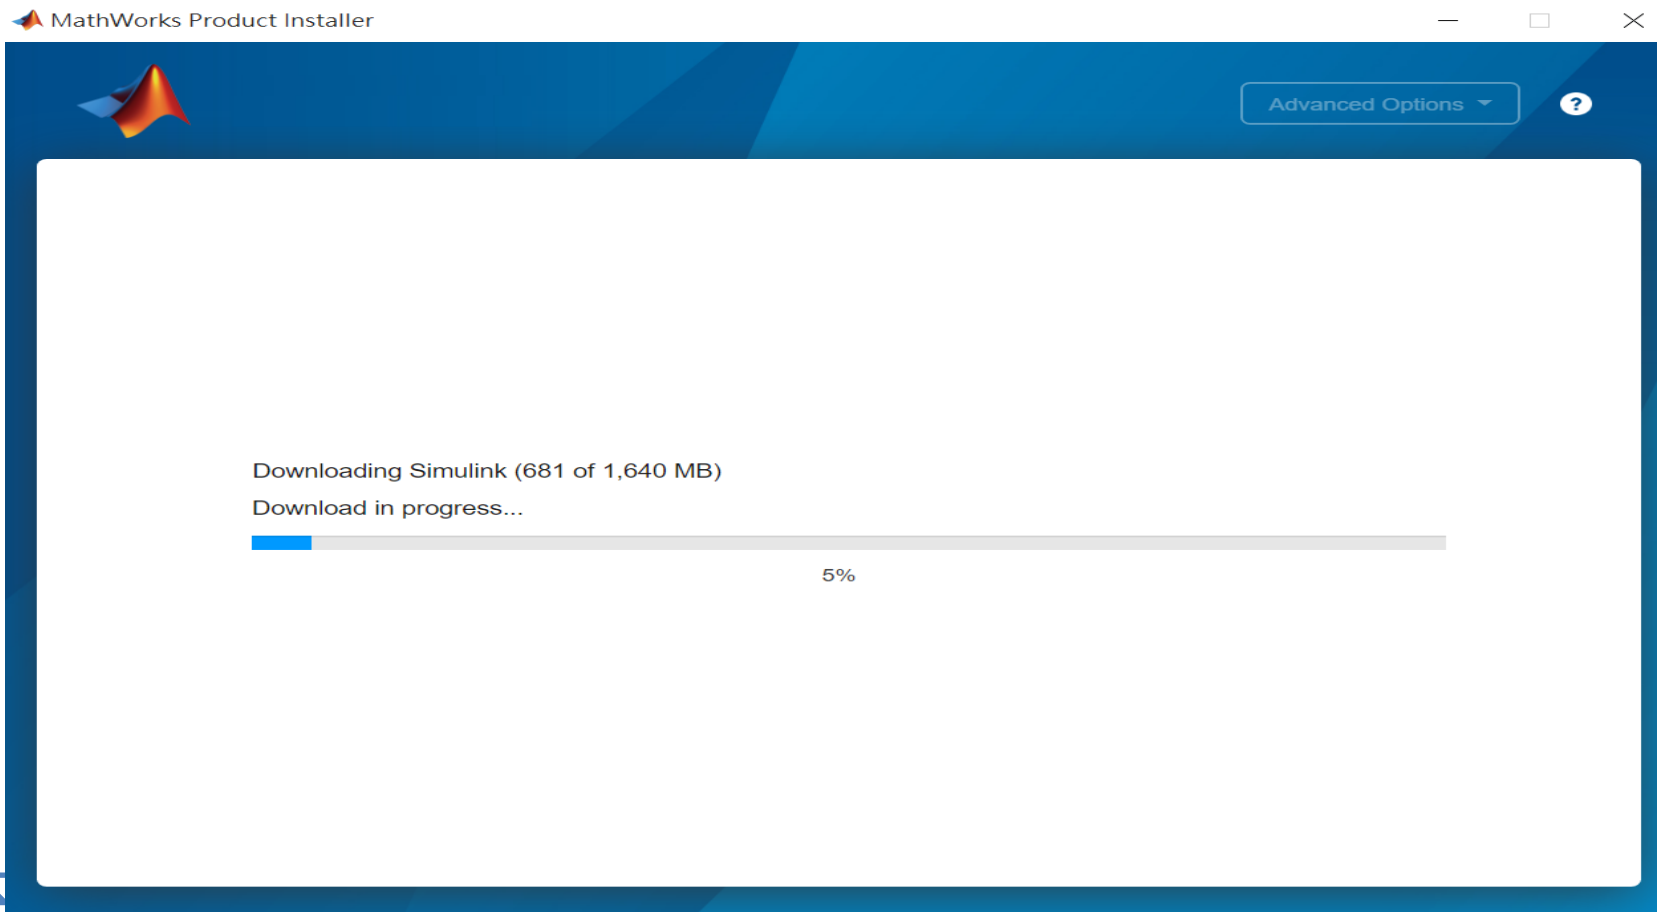 MathWorks Product Installer
Advanced Options
?
Downloading Simulink (681 of 1,640 MB)
Download in progress...
5%